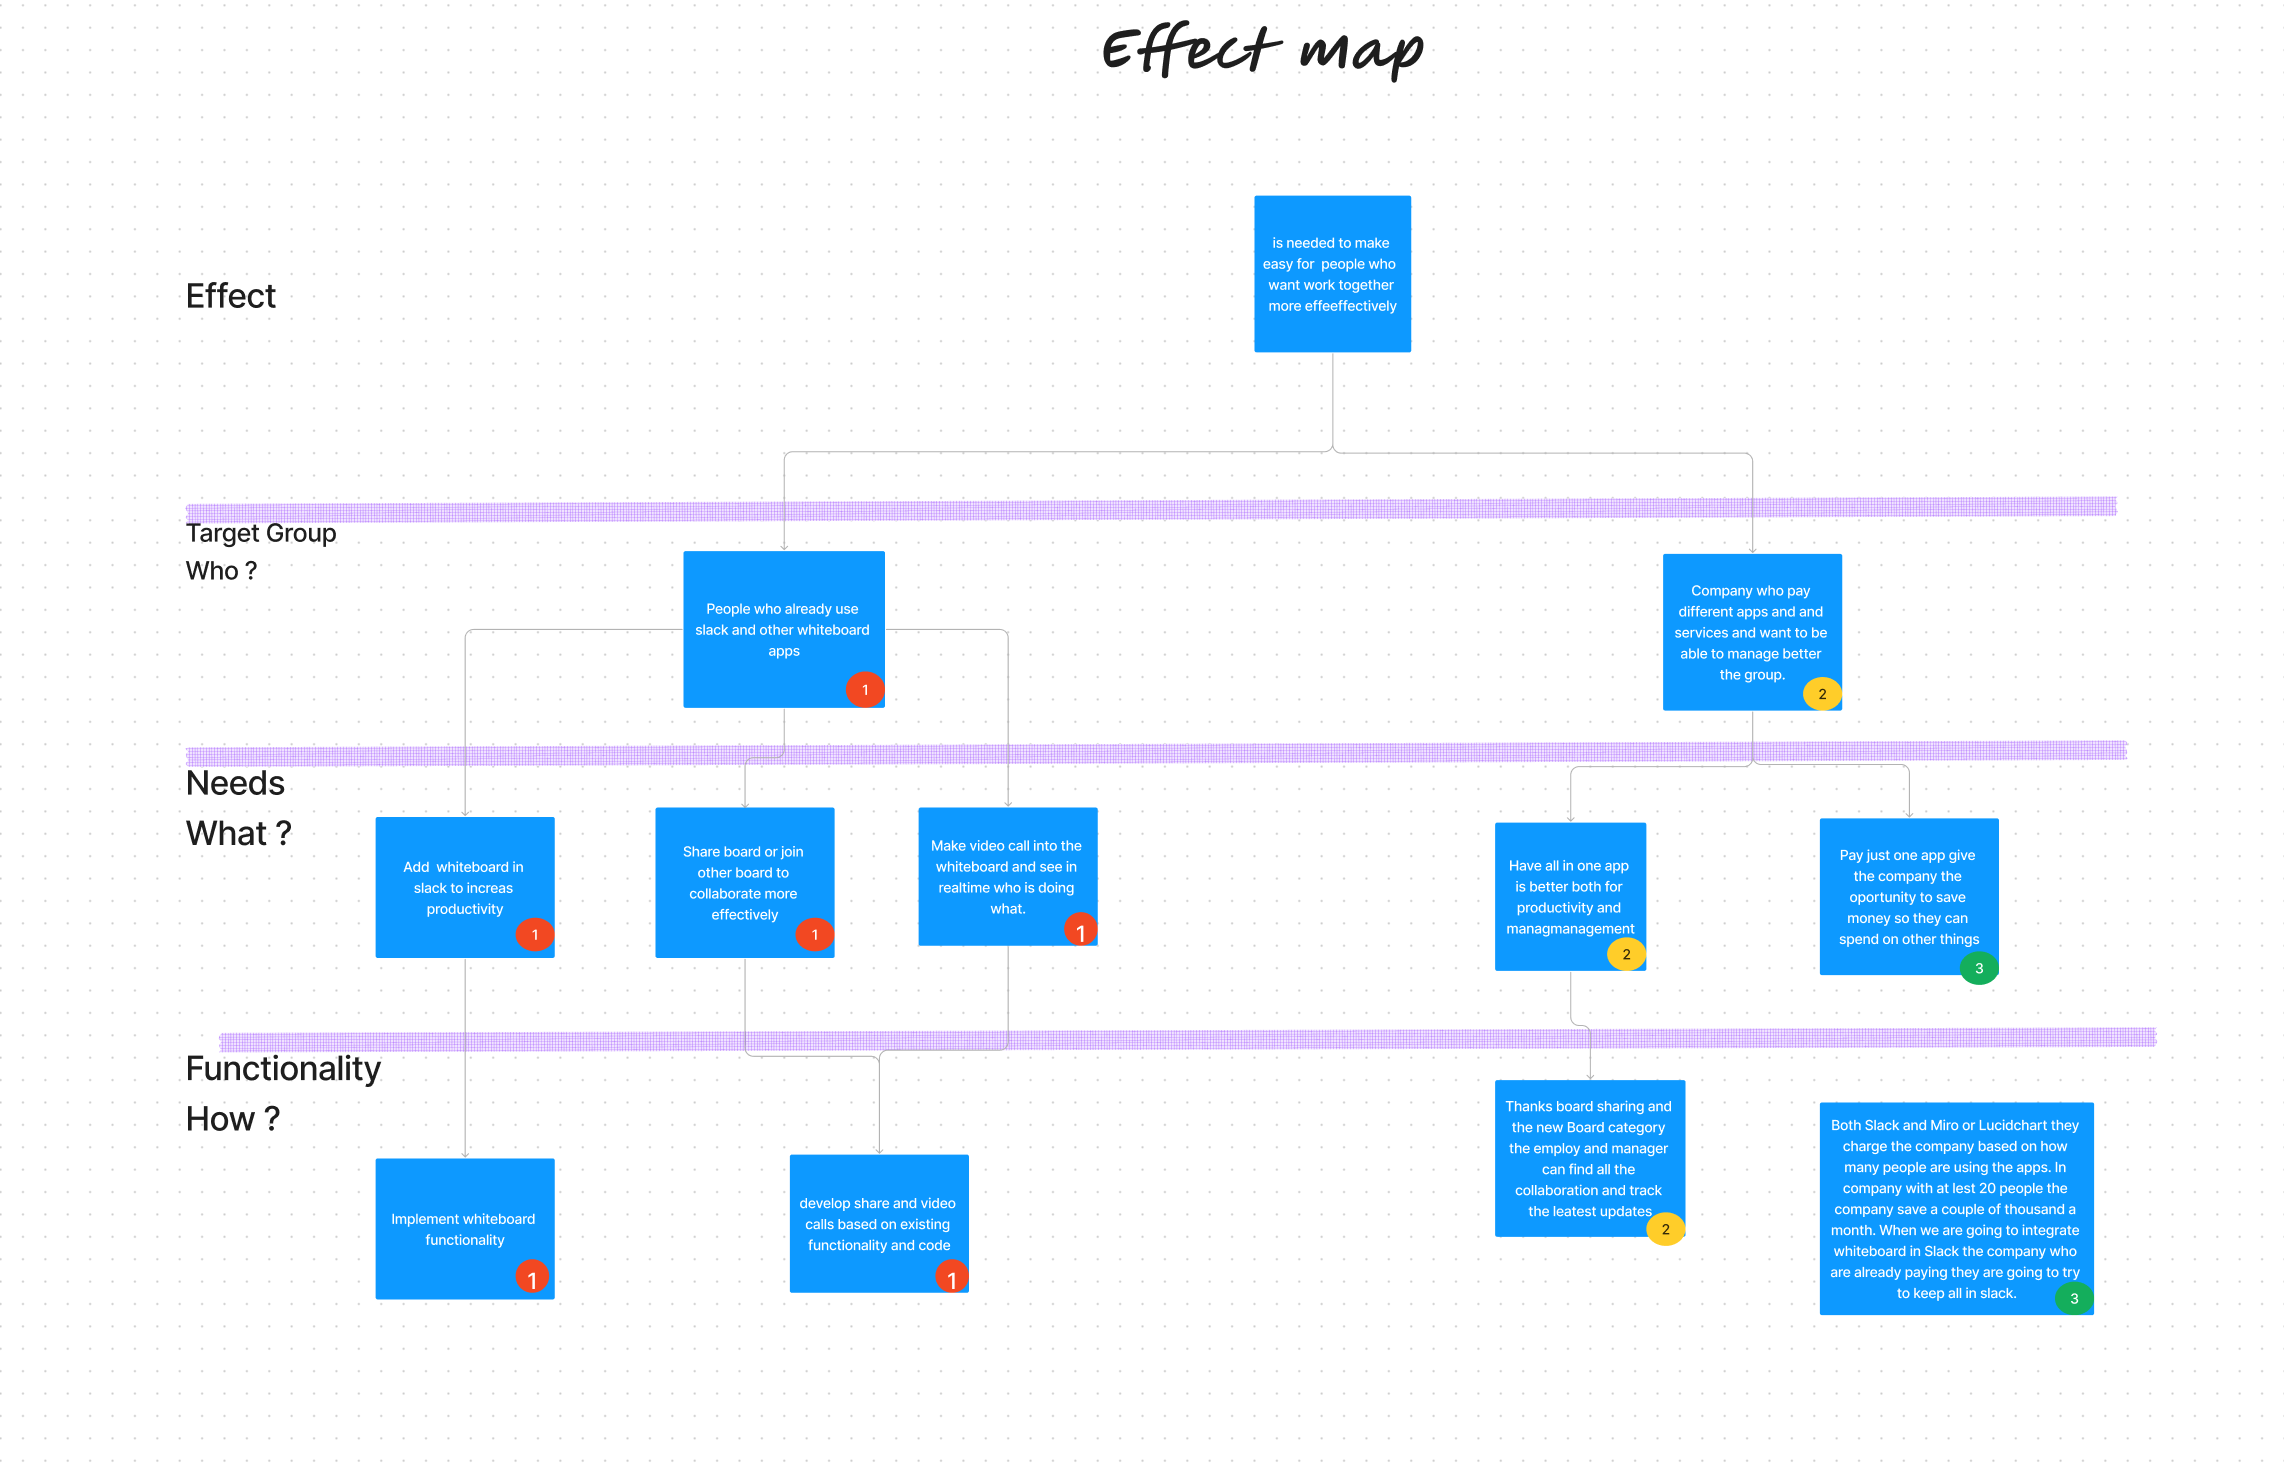 Effect map
Effect
is needed to make
easy for people who
want work together
more effeeffectively
Target Group
Who ?
People who already use
slack and other whiteboard
apps
1
Company who pay
different apps and and
services and want to be
able to manage better
the group.
2
Needs
What ?
Add whiteboard in
slack to increas
productivity
1
Share board or join
other board to
collaborate more
effectively
1
Make video call into the
whiteboard and see in
realtime who is doing
what.
1
Have all in one app
is better both for
productivity and
managmanagement
2
Pay just one app give
the company the
oportunity to save
money so they can
spend on other things
3
Functionality
How ?
Implement whiteboard
functionality
1
develop share and video
calls based on existing
functionality and code
1
Thanks board sharing and
the new Board category
the employ and manager
can find all the
collaboration and track
the leatest updates
2
Both Slack and Miro or Lucidchart they
charge the company based on how
many people are using the apps. In
company with at lest 20 people the
company save a couple of thousand a
month. When we are going to integrate
whiteboard in Slack the company who
are already paying they are going to try
to keep all in slack.
3